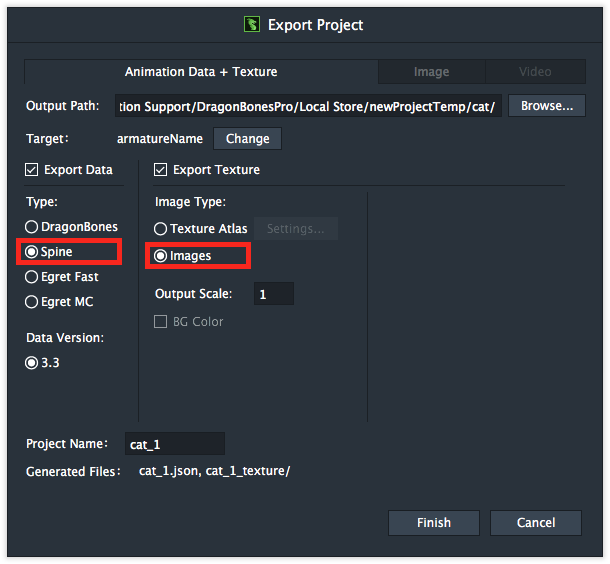 Export Project
Animation Data + Texture Image Video
Output Path: tion Support/DragonBonesPro/Local Store/newProjectTemp/cat/ Browse...
Target: armatureName Change
Export Data Export Texture
Type: Image Type:
DragonBones Texture Atlas Settings...
Spine Images
Egret Fast
Egret MC Output Scale: 1
BG Color
Data Version:
3.3
Project Name: cat_1
Generated Files: cat_1.json, cat_1_texture/
Finish Cancel